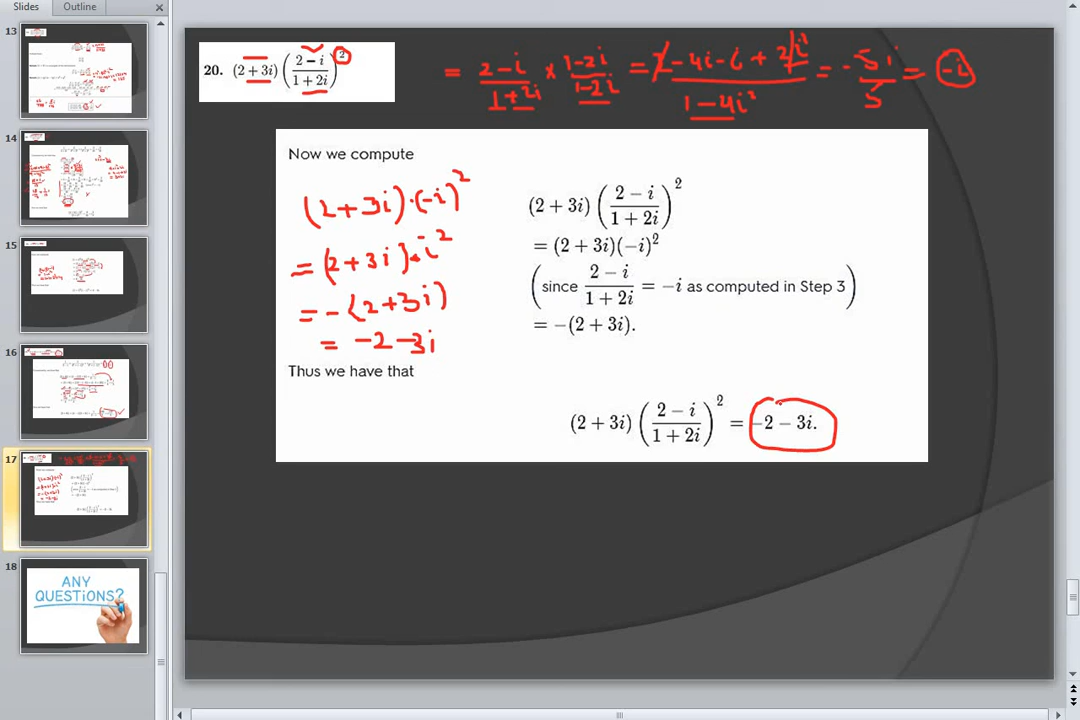 Slides Outline
13
14
15
16
17
18
ANY
QUESTiONS?
20. (2 + 3i) ( (2 − i)/(1 + 2i) )^2
= (2-i)/(1+2i) × (1-2i)/(1-2i) = (2-4i-i+2i²)/(1-4i²) = -5i/5 = -i
Now we compute
(2+3i)·(-i)^2
= (2+3i)·i^2
= -(2+3i)
= -2-3i
(2 + 3i) ( (2 − i)/(1 + 2i) )^2
= (2 + 3i)(−i)^2
( since (2 − i)/(1 + 2i) = −i as computed in Step 3 )
= −(2 + 3i).
Thus we have that
(2 + 3i) ( (2 − i)/(1 + 2i) )^2 = −2 − 3i.